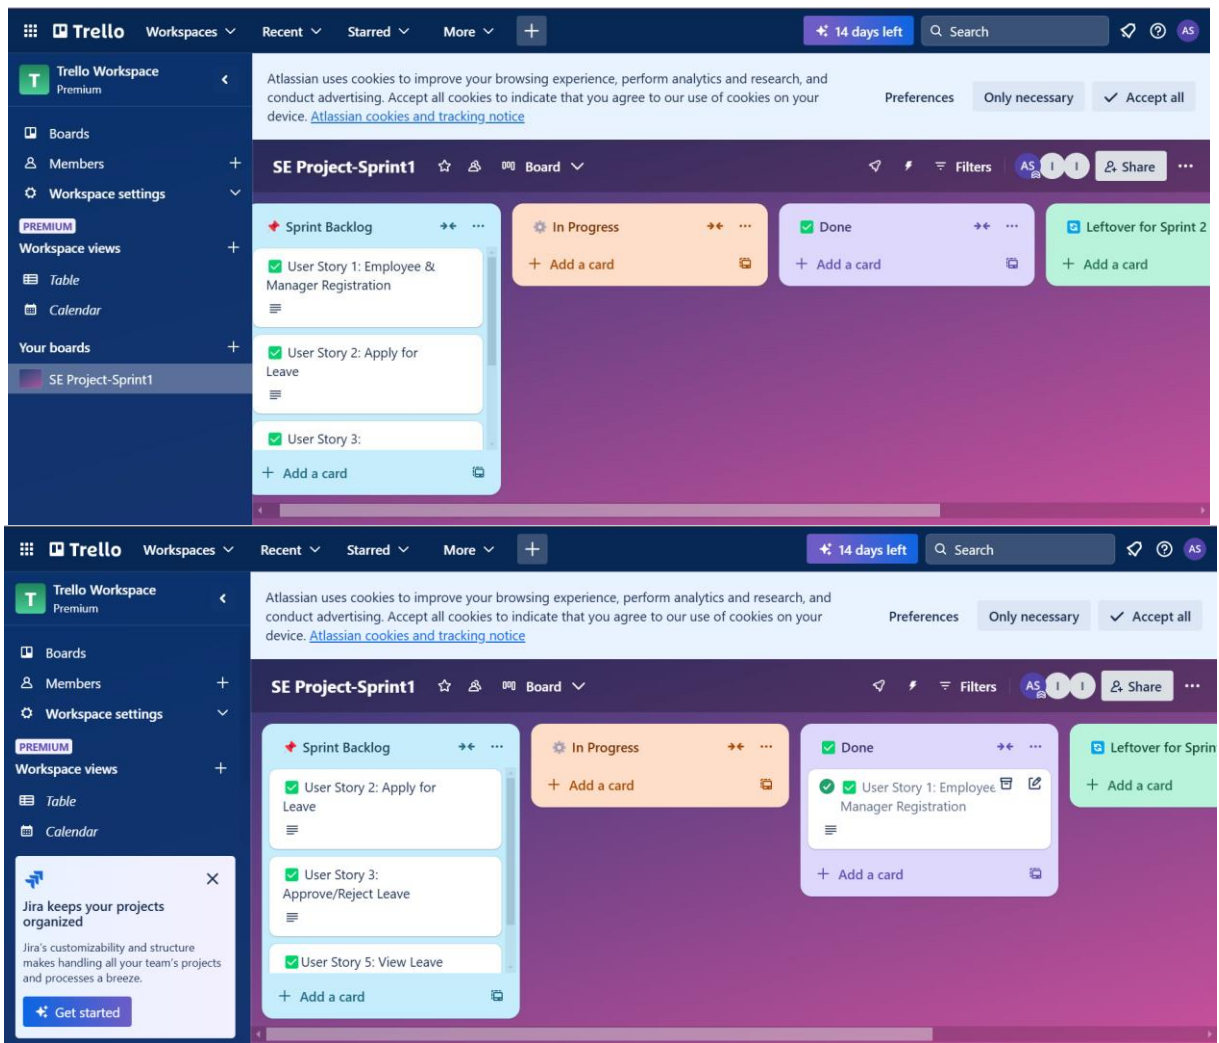 Trello Workspaces Recent Starred More + 14 days left Search AS
T Trello Workspace
Premium
Atlassian uses cookies to improve your browsing experience, perform analytics and research, and
conduct advertising. Accept all cookies to indicate that you agree to our use of cookies on your
device. Atlassian cookies and tracking notice
Preferences Only necessary Accept all
Boards
Members +
Workspace settings
PREMIUM
Workspace views +
Table
Calendar
Your boards +
SE Project-Sprint1
SE Project-Sprint1 Board Filters AS I I Share ...
Sprint Backlog ...
User Story 1: Employee &
Manager Registration
User Story 2: Apply for
Leave
User Story 3:
+ Add a card
In Progress ...
+ Add a card
Done ...
+ Add a card
Leftover for Sprint 2
+ Add a card
Trello Workspaces Recent Starred More + 14 days left Search AS
T Trello Workspace
Premium
Atlassian uses cookies to improve your browsing experience, perform analytics and research, and
conduct advertising. Accept all cookies to indicate that you agree to our use of cookies on your
device. Atlassian cookies and tracking notice
Preferences Only necessary Accept all
Boards
Members +
Workspace settings
PREMIUM
Workspace views +
Table
Calendar
Jira keeps your projects
organized
Jira's customizability and structure
makes handling all your team's projects
and processes a breeze.
Get started
SE Project-Sprint1 Board Filters AS I I Share ...
Sprint Backlog ...
User Story 2: Apply for
Leave
User Story 3:
Approve/Reject Leave
User Story 5: View Leave
+ Add a card
In Progress ...
+ Add a card
Done ...
User Story 1: Employee
Manager Registration
+ Add a card
Leftover for Sprin
+ Add a card